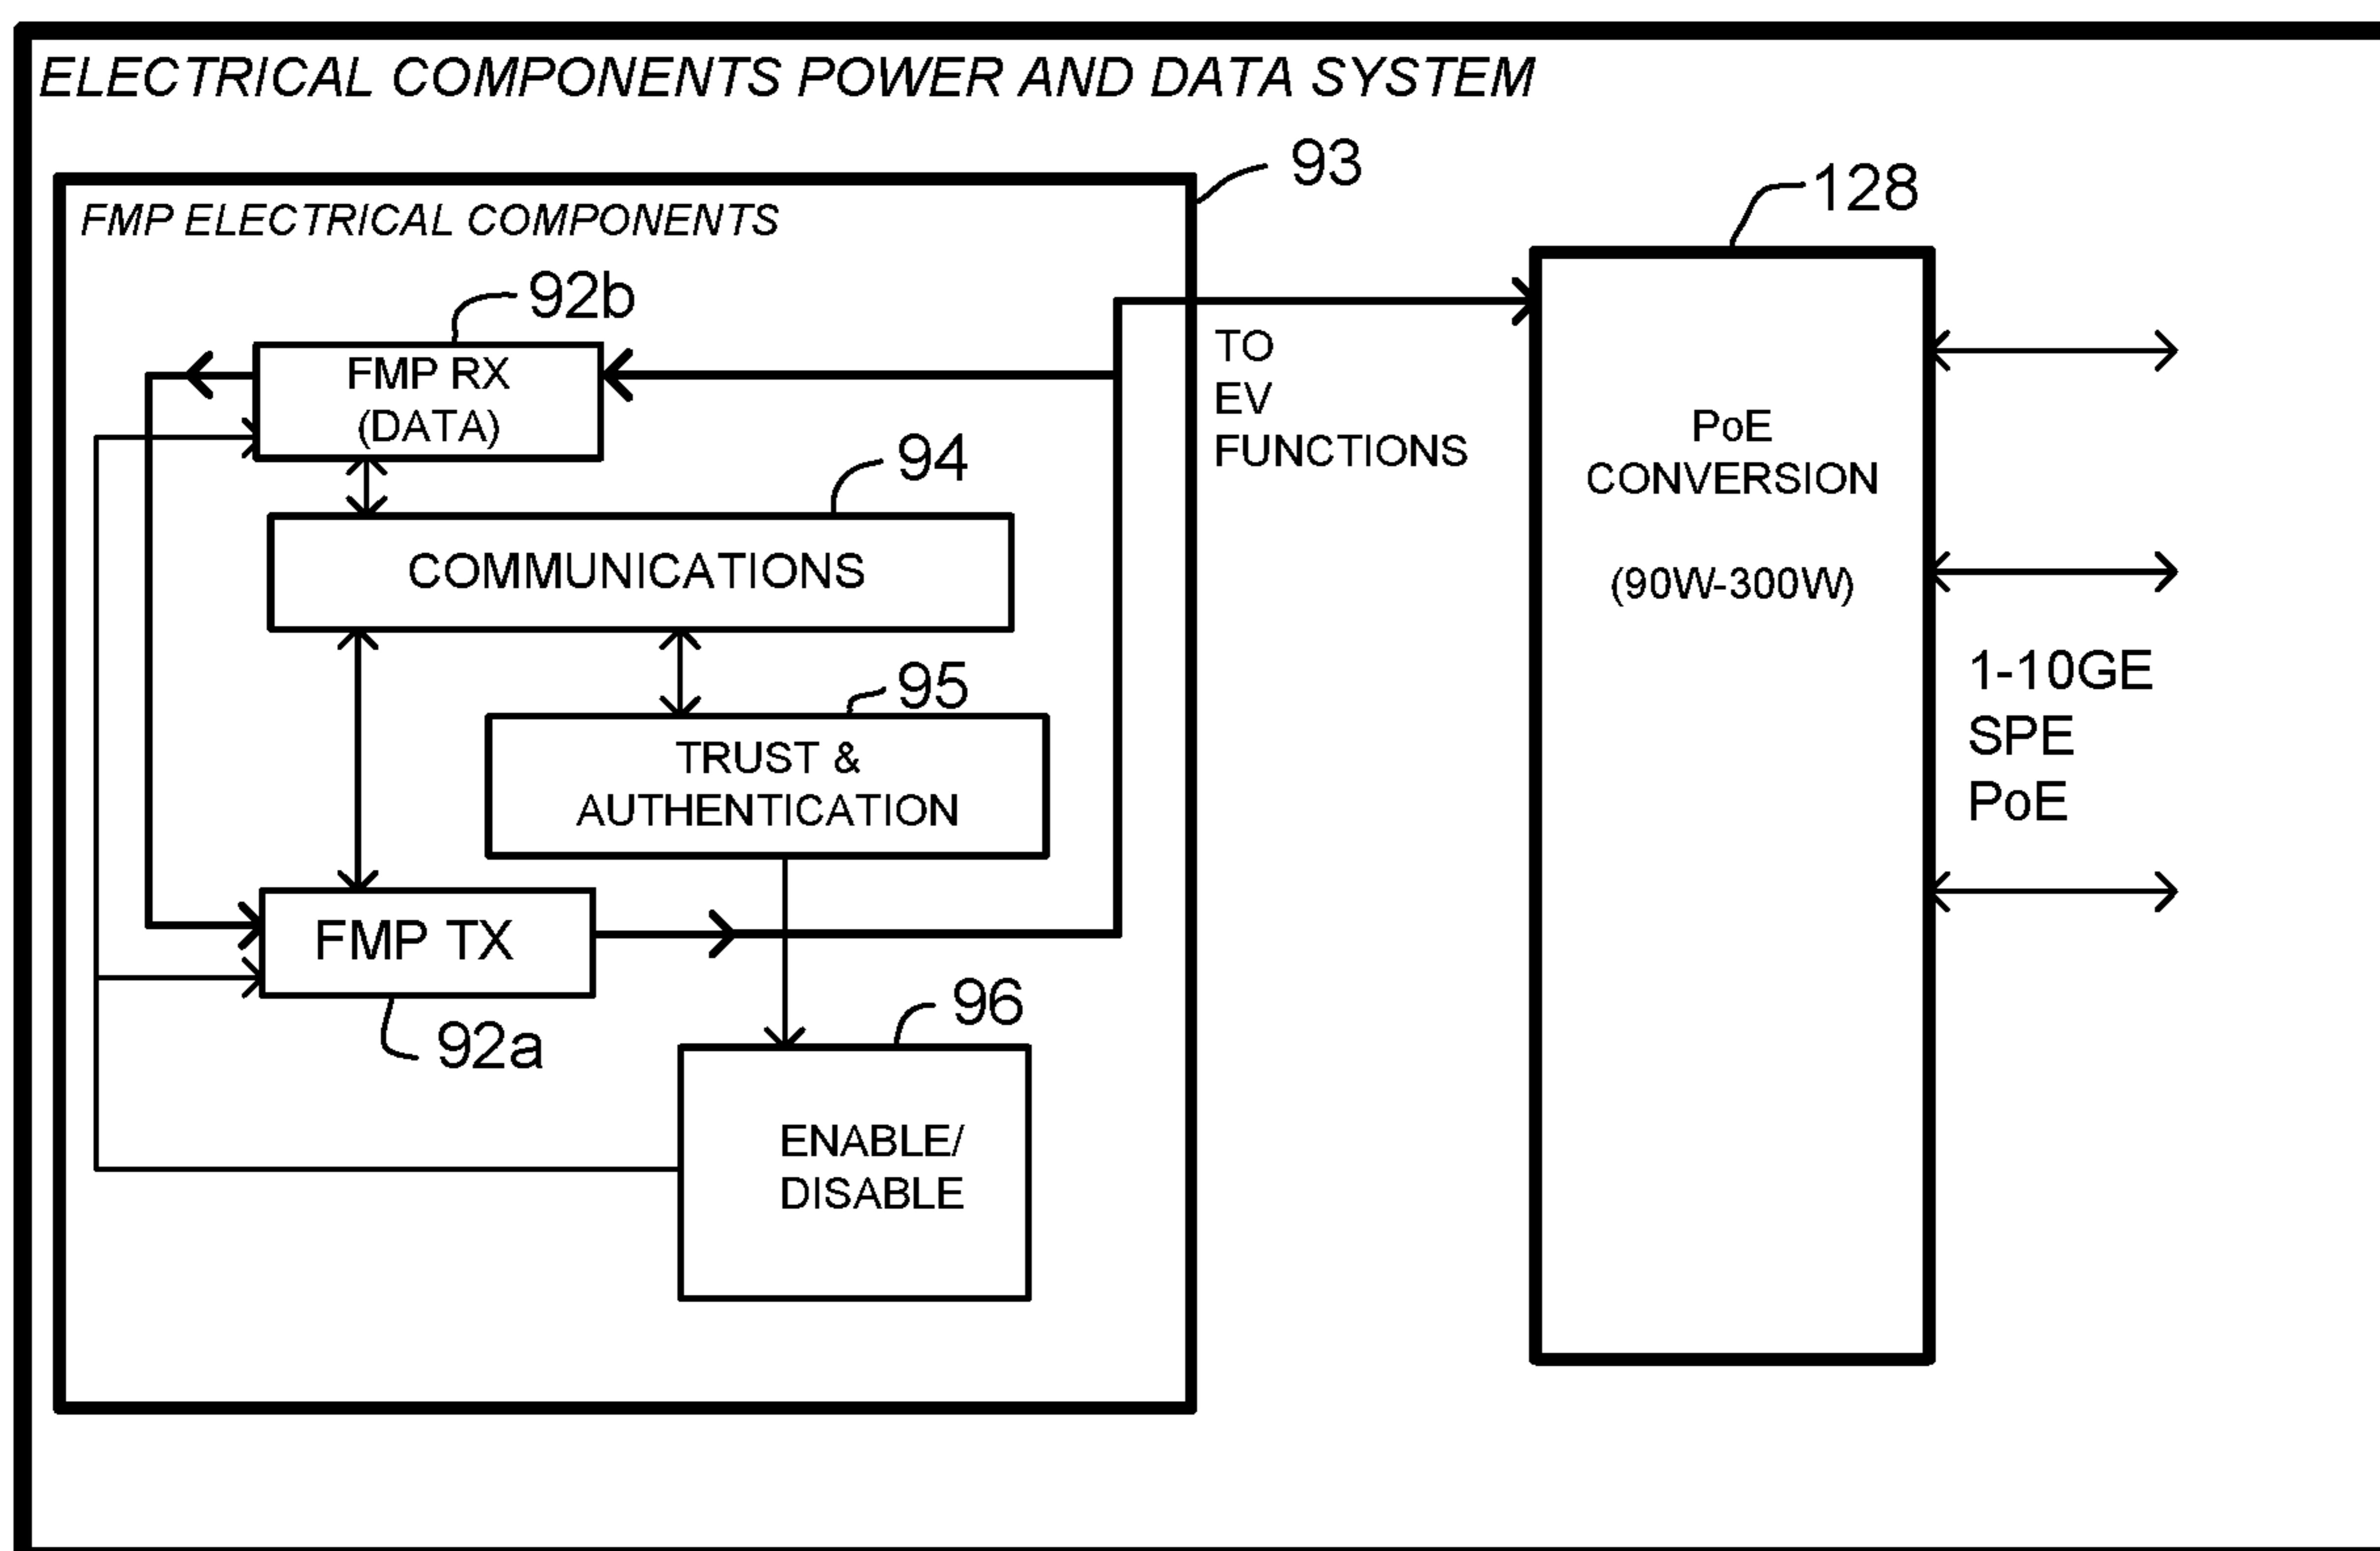 ELECTRICAL COMPONENTS POWER AND DATA SYSTEM
93
128
FMP ELECTRICAL COMPONENTS
92b
FMP RX
(DATA)
TO
EV
FUNCTIONS
94
COMMUNICATIONS
95
TRUST &
AUTHENTICATION
FMP TX
92a
96
ENABLE/
DISABLE
PoE
CONVERSION
(90W-300W)
1-10GE
SPE
PoE